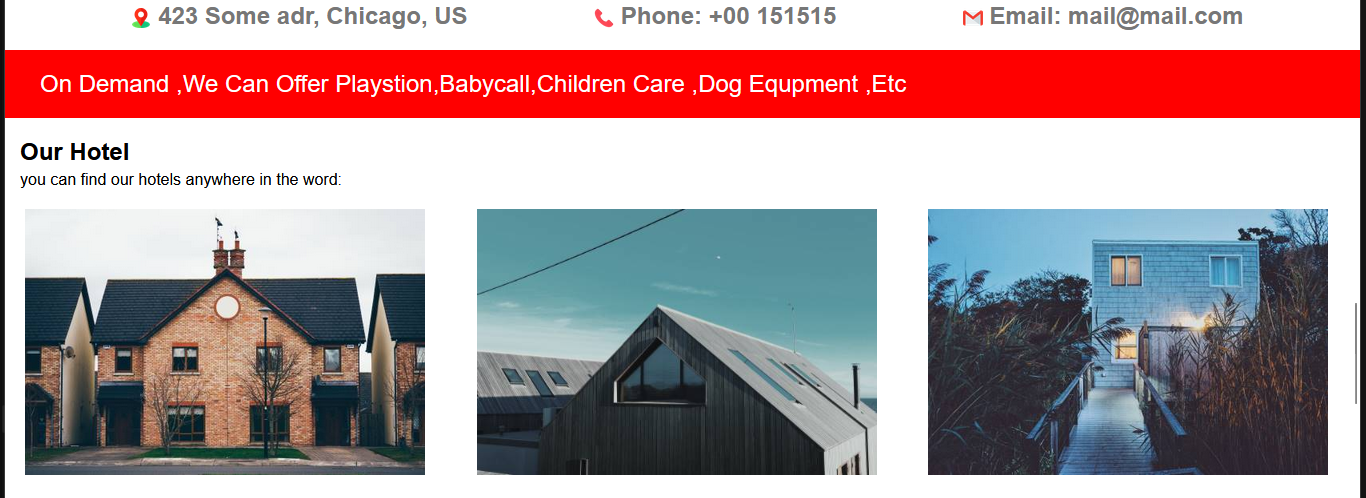 423 Some adr, Chicago, US
Phone: +00 151515
Email: mail@mail.com
On Demand ,We Can Offer Playstion,Babycall,Children Care ,Dog Equpment ,Etc
Our Hotel
you can find our hotels anywhere in the word: